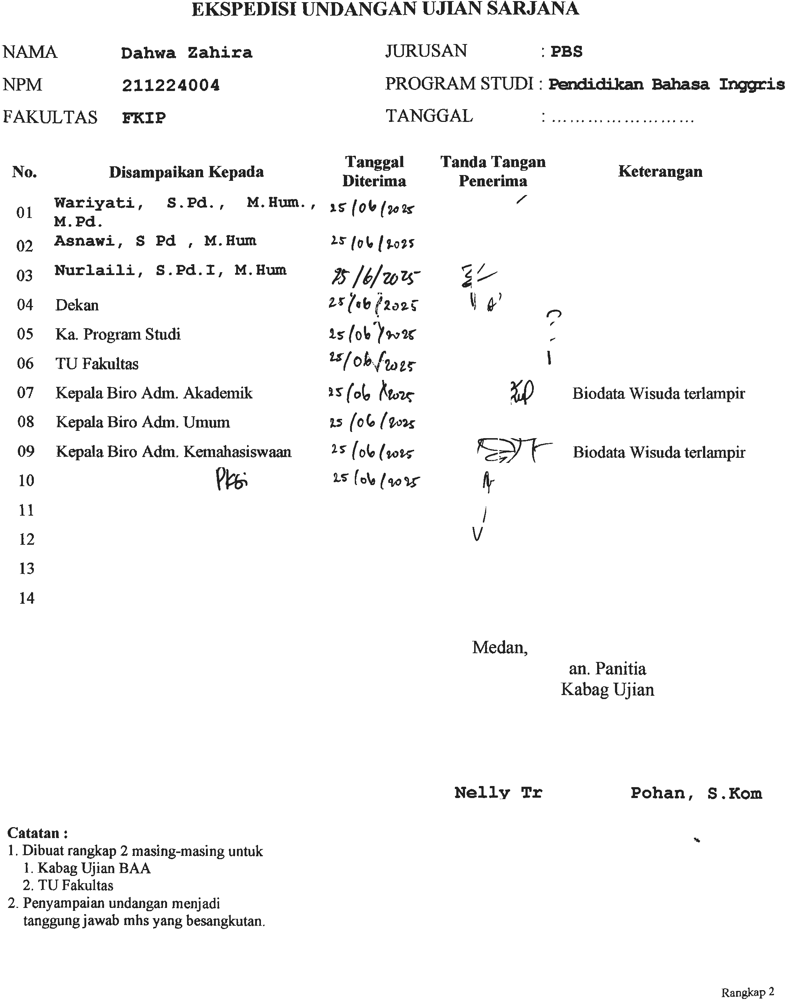 EKSPEDISI UNDANGAN UJIAN SARJANA
NAMA Dahwa Zahira JURUSAN : PBS
NPM 211224004 PROGRAM STUDI : Pendidikan Bahasa Inggris
FAKULTAS FKIP TANGGAL : ........................
No. Disampaikan Kepada Tanggal Diterima Tanda Tangan Penerima Keterangan
01 Wariyati, S.Pd., M.Hum., 25/06/2025
M.Pd.
02 Asnawi, S Pd , M.Hum 25/06/2025
03 Nurlaili, S.Pd.I, M.Hum 25/6/2025
04 Dekan 25/06/2025
05 Ka. Program Studi 25/06/2025
06 TU Fakultas 25/06/2025
07 Kepala Biro Adm. Akademik 25/06/2025 Biodata Wisuda terlampir
08 Kepala Biro Adm. Umum 25/06/2025
09 Kepala Biro Adm. Kemahasiswaan 25/06/2025 Biodata Wisuda terlampir
10 25/06/2025
11
12
13
14
Medan,
an. Panitia
Kabag Ujian
Nelly Tr Pohan, S.Kom
Catatan :
1. Dibuat rangkap 2 masing-masing untuk
1. Kabag Ujian BAA
2. TU Fakultas
2. Penyampaian undangan menjadi
tanggung jawab mhs yang besangkutan.
Rangkap 2